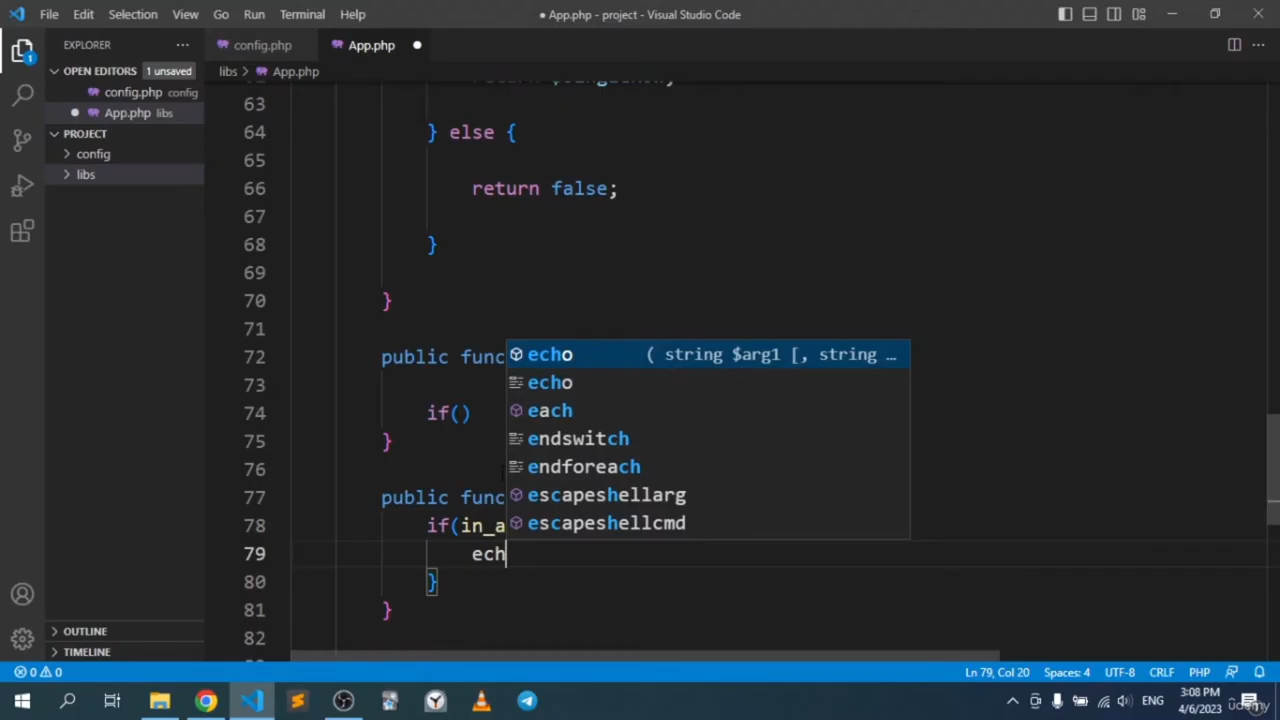 File Edit Selection View Go Run Terminal Help
● App.php - project - Visual Studio Code
EXPLORER
OPEN EDITORS 1 unsaved
config.php config
App.php libs
PROJECT
config
libs
OUTLINE
TIMELINE
config.php App.php
libs > App.php
63
64 } else {
65
66 return false;
67
68 }
69
70 }
71
72 public func
73
74 if()
75 }
76
77 public func
78 if(in_a
79 ech
80 }
81 }
82
echo ( string $arg1 [, string …
echo
each
endswitch
endforeach
escapeshellarg
escapeshellcmd
1
0 0 Ln 79, Col 20 Spaces: 4 UTF-8 CRLF PHP
ENG 3:08 PM
4/6/2023
udemy